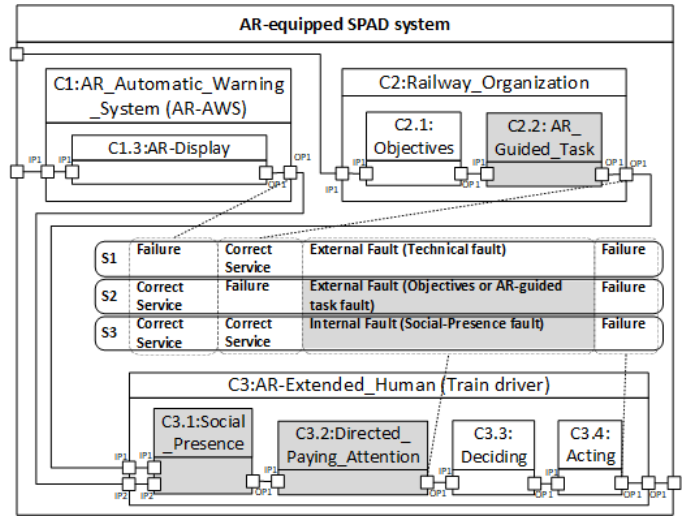 AR-equipped SPAD system
C1:AR_Automatic_Warning
_System (AR-AWS)
C2:Railway_Organization
C1.3:AR-Display
C2.1:
Objectives
C2.2: AR_
Guided_Task
IP1
IP1
OP1
OP1
IP1
IP1
OP1
OP1
OP1
S1
Failure
Correct
Service
External Fault (Technical fault)
Failure
S2
Correct
Service
Failure
External Fault (Objectives or AR-guided
task fault)
Failure
S3
Correct
Service
Correct
Service
Internal Fault (Social-Presence fault)
Failure
C3:AR-Extended_Human (Train driver)
C3.1:Social
_Presence
C3.2:Directed_
Paying_Attention
C3.3:
Deciding
C3.4:
Acting
IP1
IP1
IP2
IP2
OP1
IP1
OP1
IP1
OP1
IP1
OP1
OP1